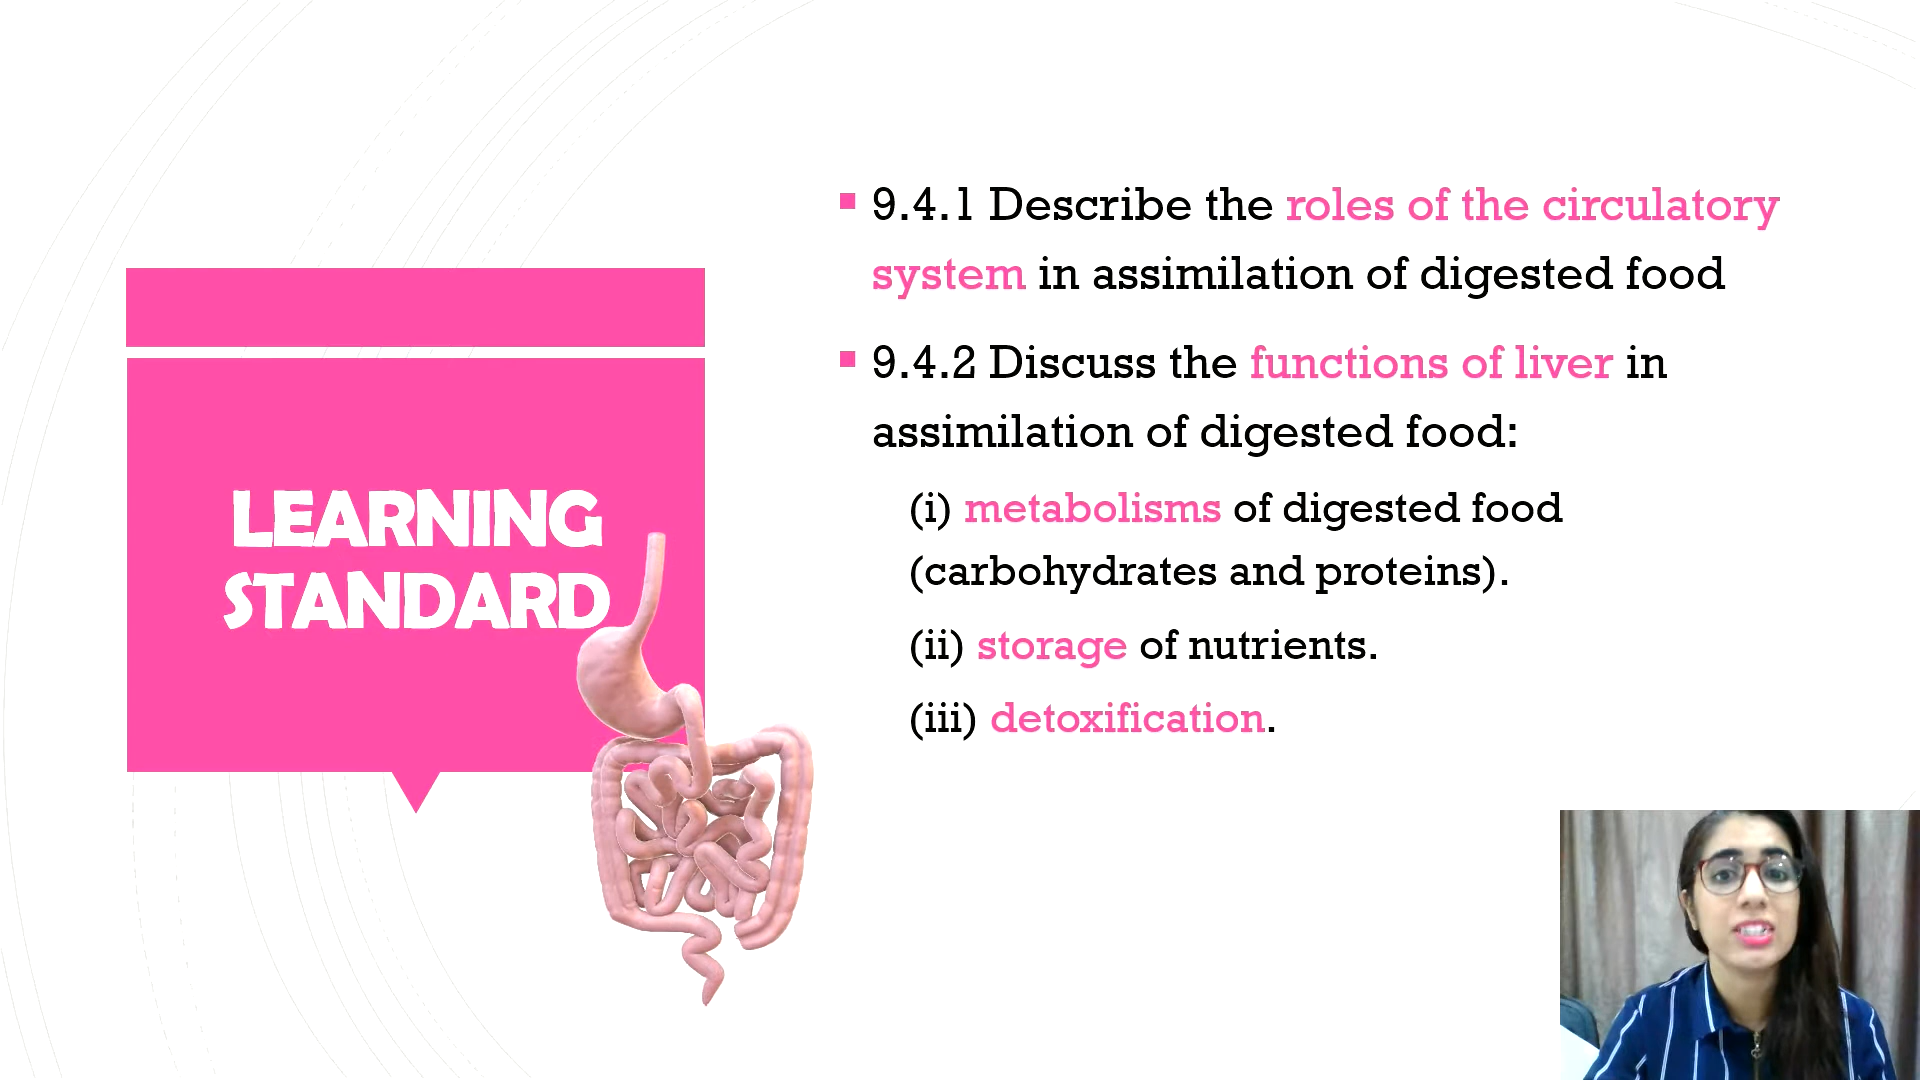 LEARNING
STANDARD
9.4.1 Describe the roles of the circulatory
system in assimilation of digested food
9.4.2 Discuss the functions of liver in
assimilation of digested food:
(i) metabolisms of digested food
(carbohydrates and proteins).
(ii) storage of nutrients.
(iii) detoxification.